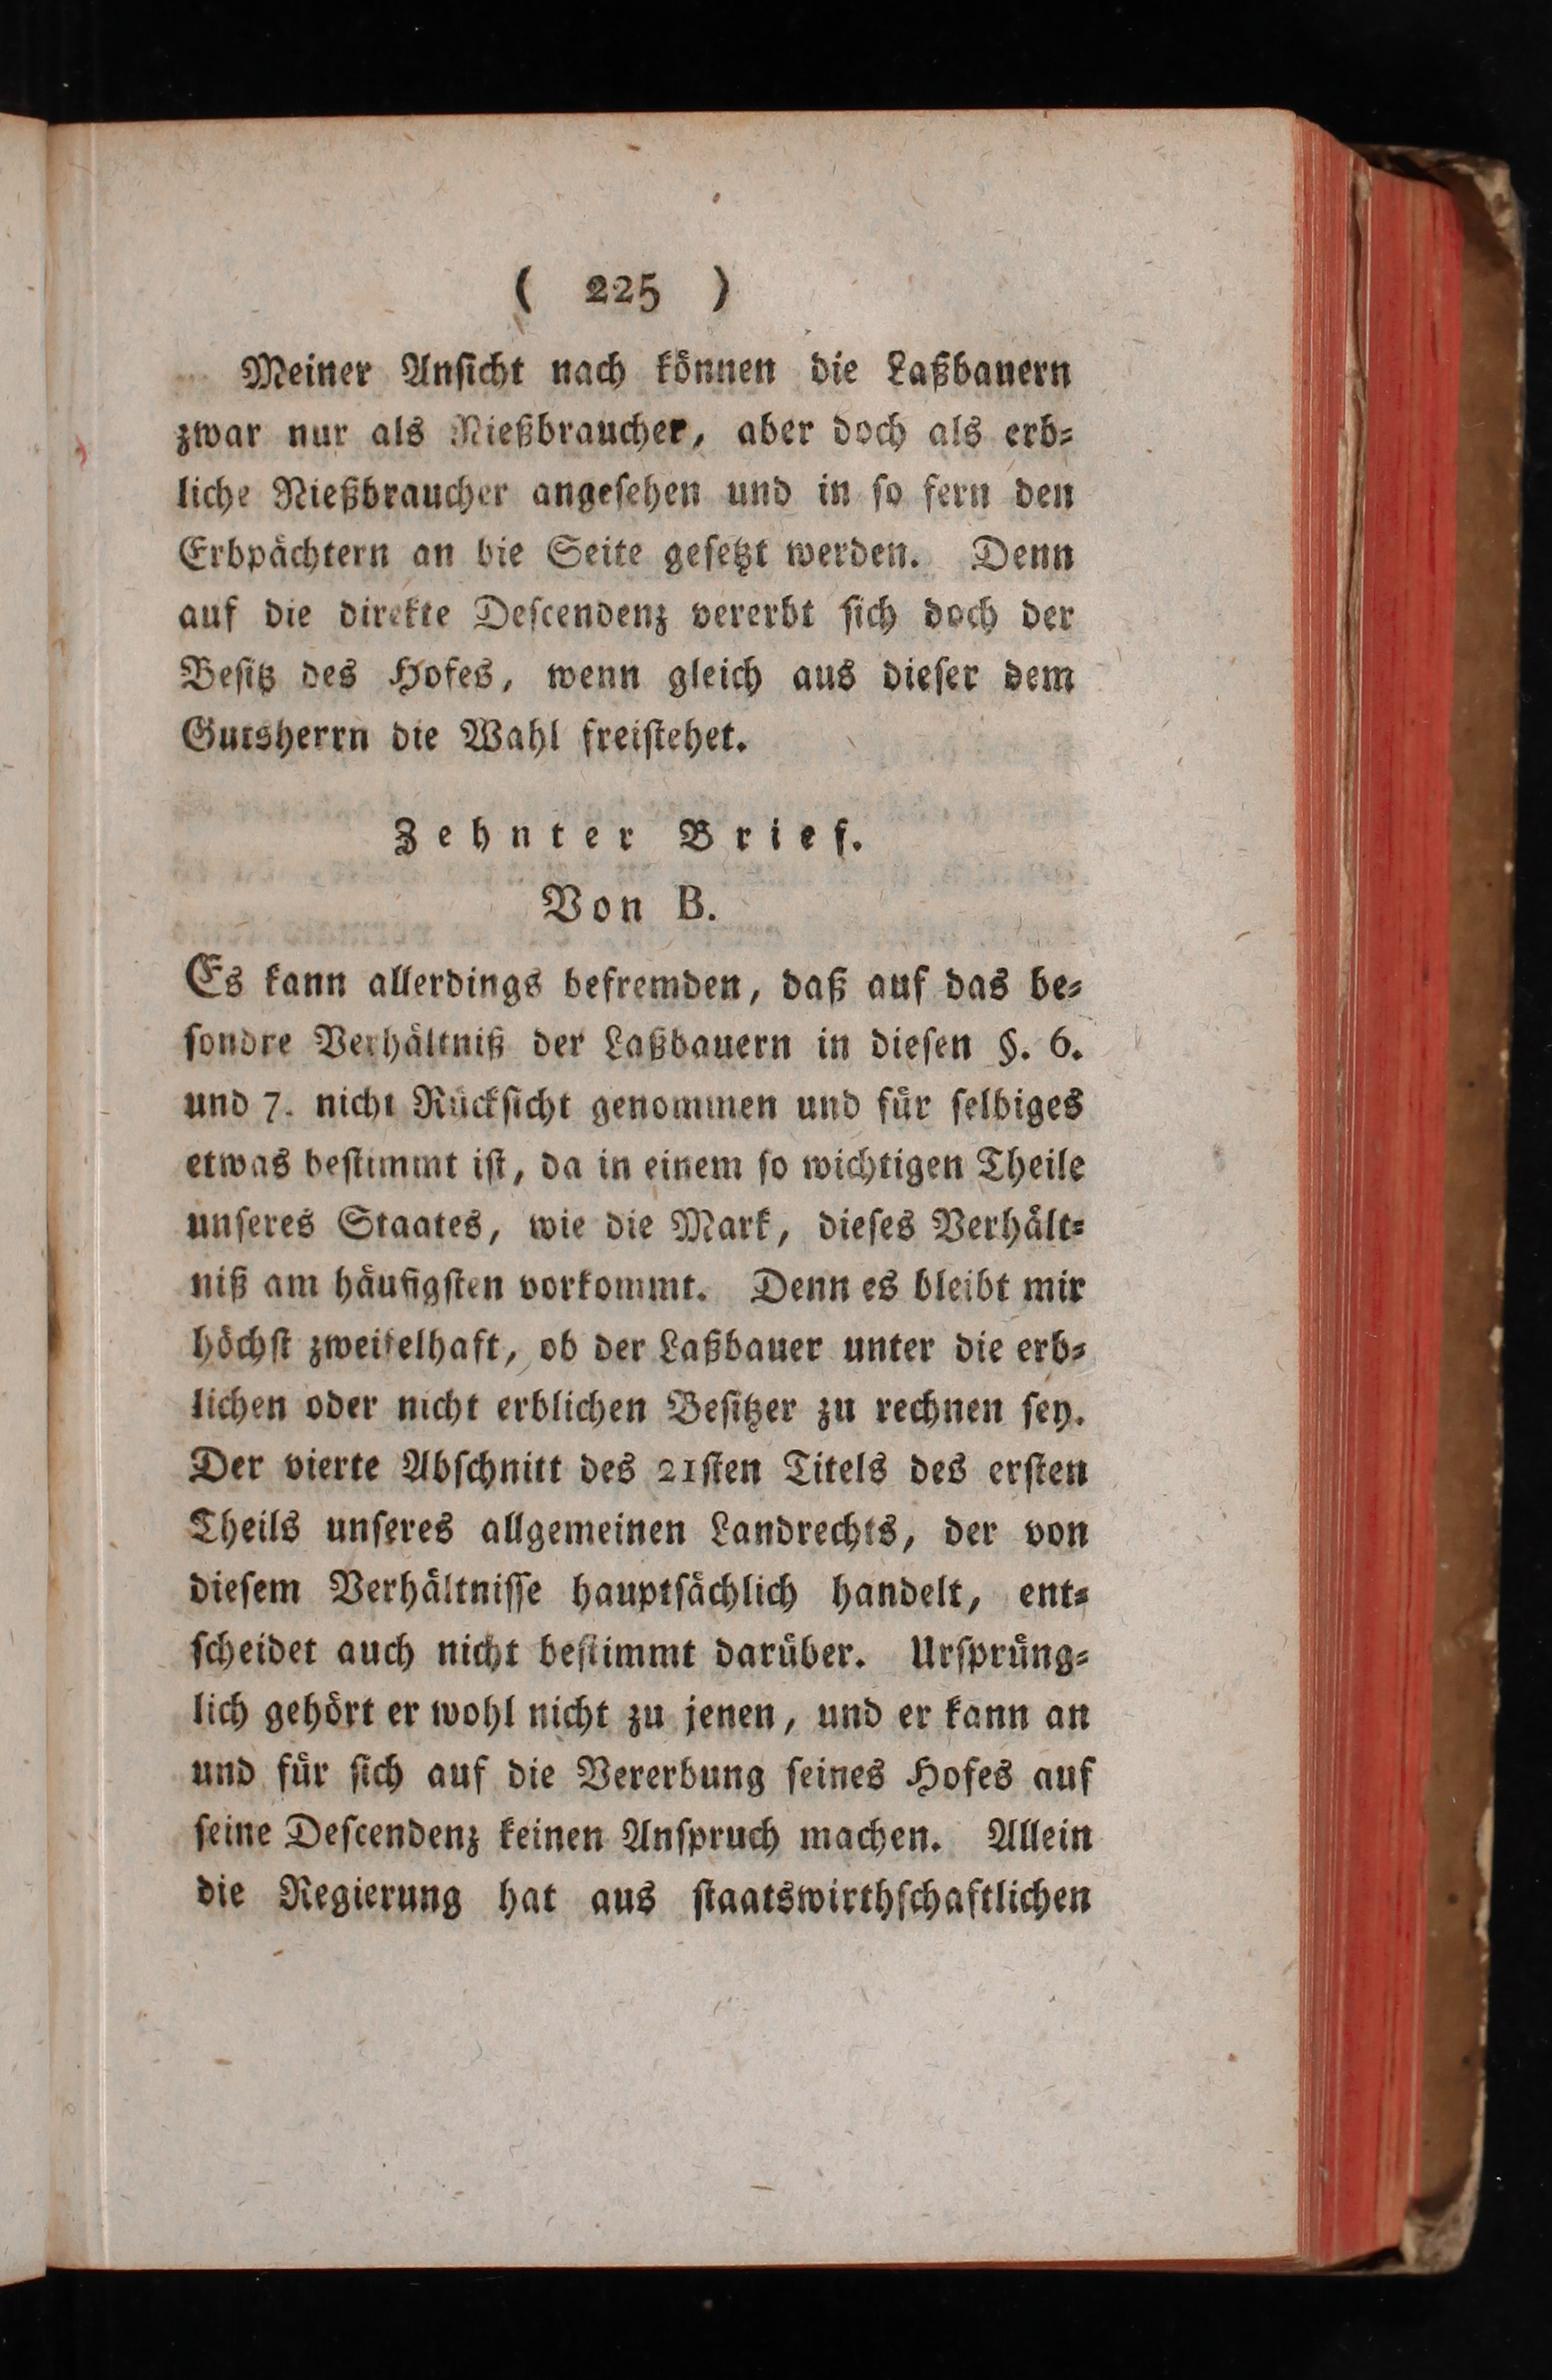 ( 225 )
Meiner Anſicht nach können die Laßbauern
zwar nur als Nießbraucher, aber doch als erb⸗
liche Nießbraucher angeſehen und in ſo fern den
Erbpächtern an die Seite geſetzt werden. Denn
auf die direkte Deſcendenz vererbt ſich doch der
Beſitz des Hofes, wenn gleich aus dieſer dem
Gutsherrn die Wahl freiſtehet.
Zehnter Brief.
Von B.
Es kann allerdings befremden, daß auf das be⸗
ſondre Verhältniß der Laßbauern in dieſen §. 6.
und 7. nicht Rückſicht genommen und für ſelbiges
etwas beſtimmt iſt, da in einem ſo wichtigen Theile
unſeres Staates, wie die Mark, dieſes Verhält⸗
niß am häufigſten vorkommt. Denn es bleibt mir
höchſt zweifelhaft, ob der Laßbauer unter die erb⸗
lichen oder nicht erblichen Beſitzer zu rechnen ſey.
Der vierte Abſchnitt des 21ſten Titels des erſten
Theils unſeres allgemeinen Landrechts, der von
dieſem Verhältniſſe hauptſächlich handelt, ent⸗
ſcheidet auch nicht beſtimmt darüber. Urſprüng⸗
lich gehört er wohl nicht zu jenen, und er kann an
und für ſich auf die Vererbung ſeines Hofes auf
ſeine Deſcendenz keinen Anſpruch machen. Allein
die Regierung hat aus ſtaatswirthſchaftlichen